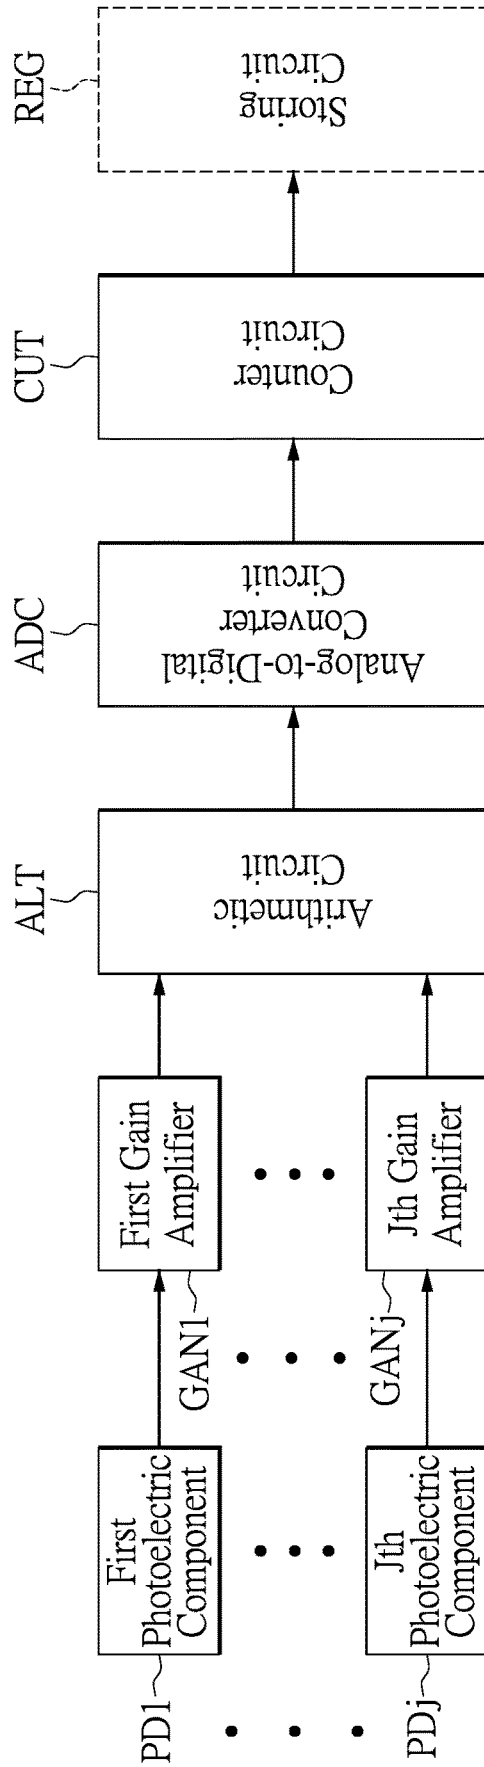 PD1
First
Photoelectric
Component
PDj
Jth
Photoelectric
Component
GAN1
First Gain
Amplifier
GANj
Jth Gain
Amplifier
ALT
Arithmetic
Circuit
ADC
Analog-to-Digital
Converter
Circuit
CUT
Counter
Circuit
REG
Storing
Circuit